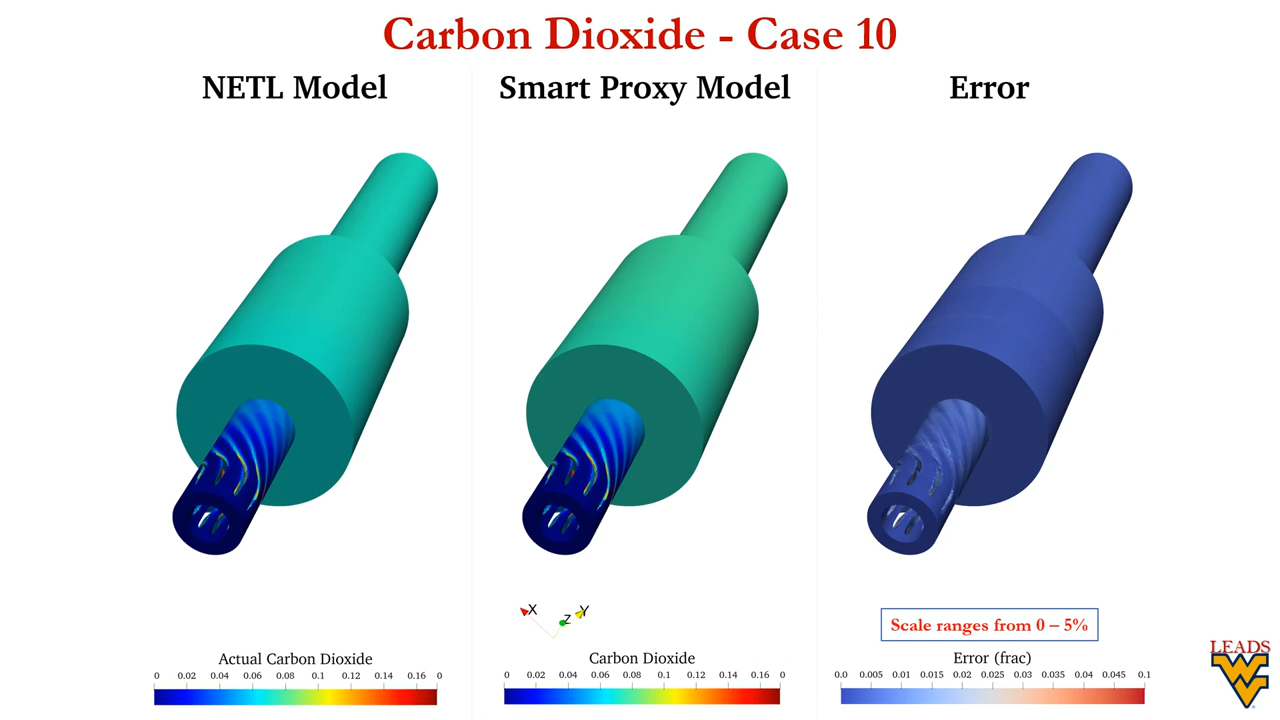 Carbon Dioxide - Case 10
NETL Model
Smart Proxy Model
Error
X
Z
Y
Scale ranges from 0 – 5%
Actual Carbon Dioxide
0 0.02 0.04 0.06 0.08 0.1 0.12 0.14 0.16 0
Carbon Dioxide
0 0.02 0.04 0.06 0.08 0.1 0.12 0.14 0.16 0
Error (frac)
0.0 0.005 0.01 0.015 0.02 0.025 0.03 0.035 0.04 0.045 0.1
LEADS
WV